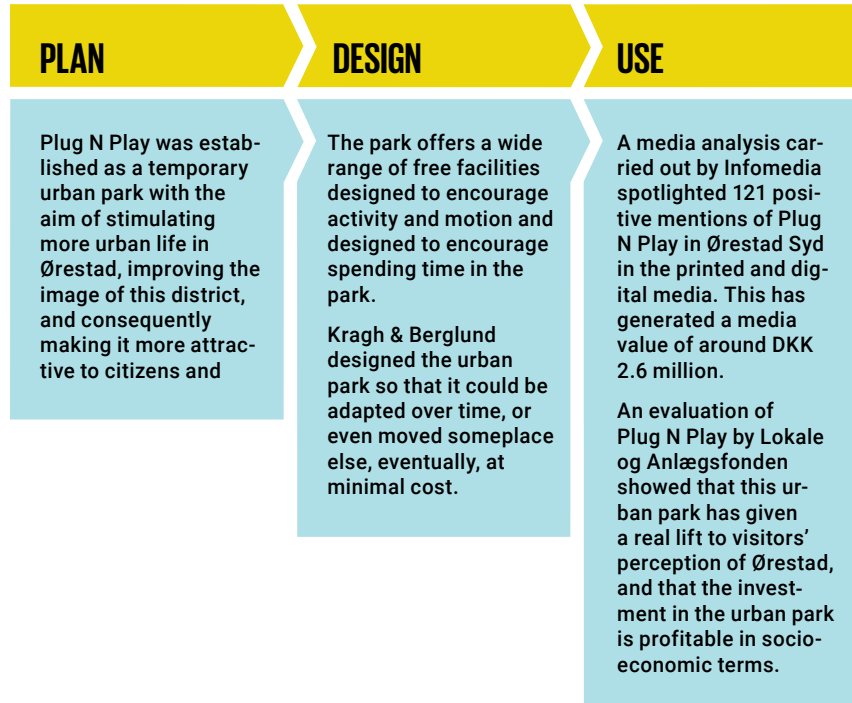 PLAN
Plug N Play was estab-
lished as a temporary
urban park with the
aim of stimulating
more urban life in
Ørestad, improving the
image of this district,
and consequently
making it more attrac-
tive to citizens and
DESIGN
The park offers a wide
range of free facilities
designed to encourage
activity and motion and
designed to encourage
spending time in the
park.
Kragh & Berglund
designed the urban
park so that it could be
adapted over time, or
even moved someplace
else, eventually, at
minimal cost.
USE
A media analysis car-
ried out by Infomedia
spotlighted 121 posi-
tive mentions of Plug
N Play in Ørestad Syd
in the printed and dig-
ital media. This has
generated a media
value of around DKK
2.6 million.
An evaluation of
Plug N Play by Lokale
og Anlægsfonden
showed that this ur-
ban park has given
a real lift to visitors’
perception of Ørestad,
and that the invest-
ment in the urban park
is profitable in socio-
economic terms.